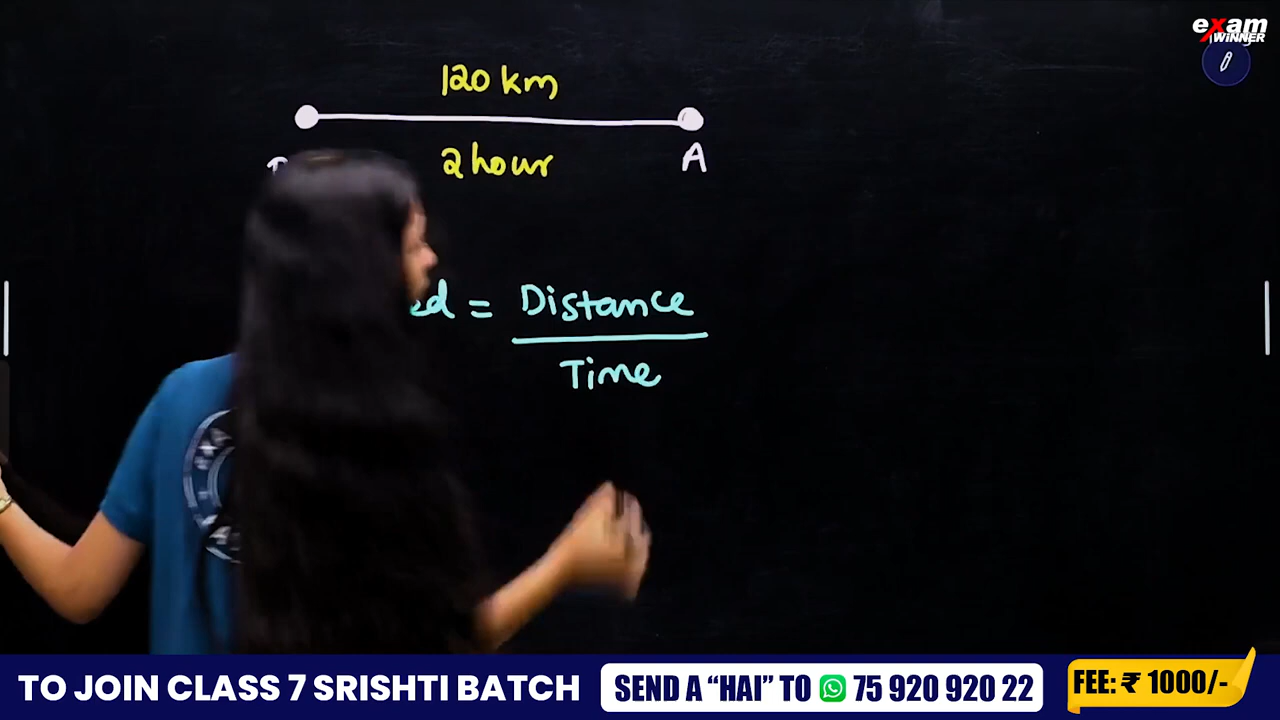 exam
WiNNER
120 km
2 hour
A
= Distance
Time
TO JOIN CLASS 7 SRISHTI BATCH
SEND A “HAI” TO 75 920 920 22
FEE: ₹ 1000/-